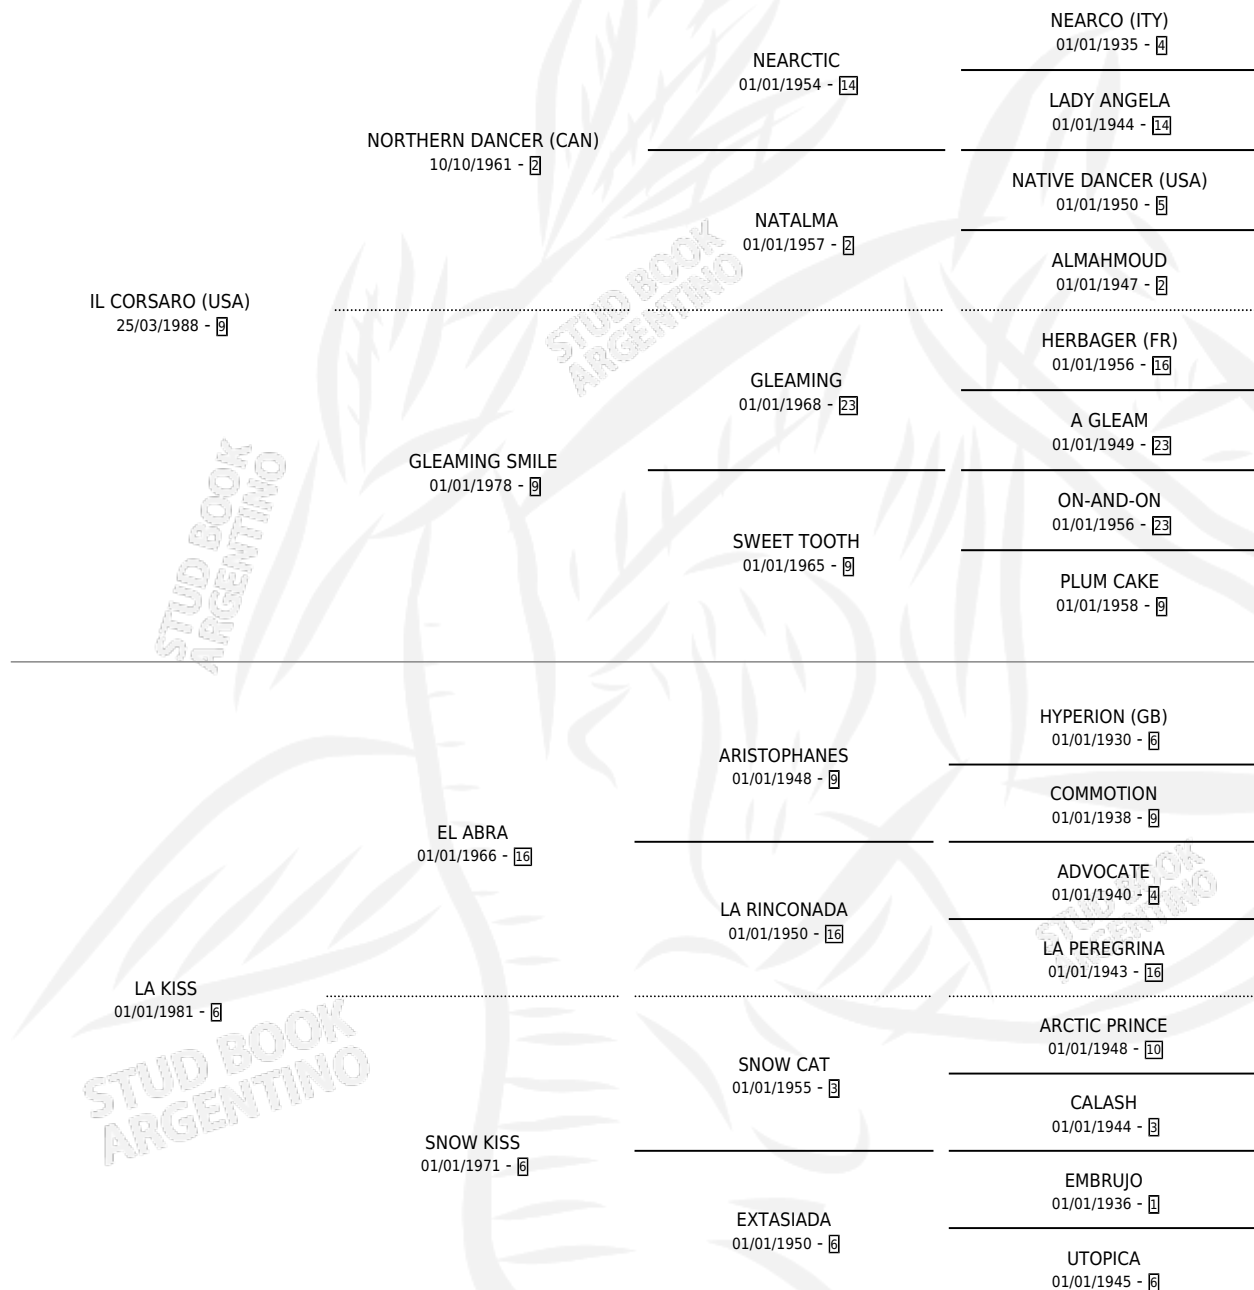 NEARCO (ITY)
01/01/1935 - 4
NEARCTIC
01/01/1954 - 14
LADY ANGELA
01/01/1944 - 14
NORTHERN DANCER (CAN)
10/10/1961 - 2
NATIVE DANCER (USA)
01/01/1950 - 5
NATALMA
01/01/1957 - 2
ALMAHMOUD
01/01/1947 - 2
IL CORSARO (USA)
25/03/1988 - 9
STUD BOOK
ARGENTINO
HERBAGER (FR)
01/01/1956 - 16
GLEAMING
01/01/1968 - 23
A GLEAM
01/01/1949 - 23
GLEAMING SMILE
01/01/1978 - 9
ON-AND-ON
01/01/1956 - 23
SWEET TOOTH
01/01/1965 - 9
PLUM CAKE
01/01/1958 - 9
STUD BOOK
ARGENTINO
HYPERION (GB)
01/01/1930 - 6
ARISTOPHANES
01/01/1948 - 9
COMMOTION
01/01/1938 - 9
EL ABRA
01/01/1966 - 16
ADVOCATE
01/01/1940 - 4
LA RINCONADA
01/01/1950 - 16
LA PEREGRINA
01/01/1943 - 16
STUD BOOK
ARGENTINO
LA KISS
01/01/1981 - 6
ARCTIC PRINCE
01/01/1948 - 10
SNOW CAT
01/01/1955 - 3
CALASH
01/01/1944 - 3
STUD BOOK
ARGENTINO
SNOW KISS
01/01/1971 - 6
EMBRUJO
01/01/1936 - 1
EXTASIADA
01/01/1950 - 6
UTOPICA
01/01/1945 - 6